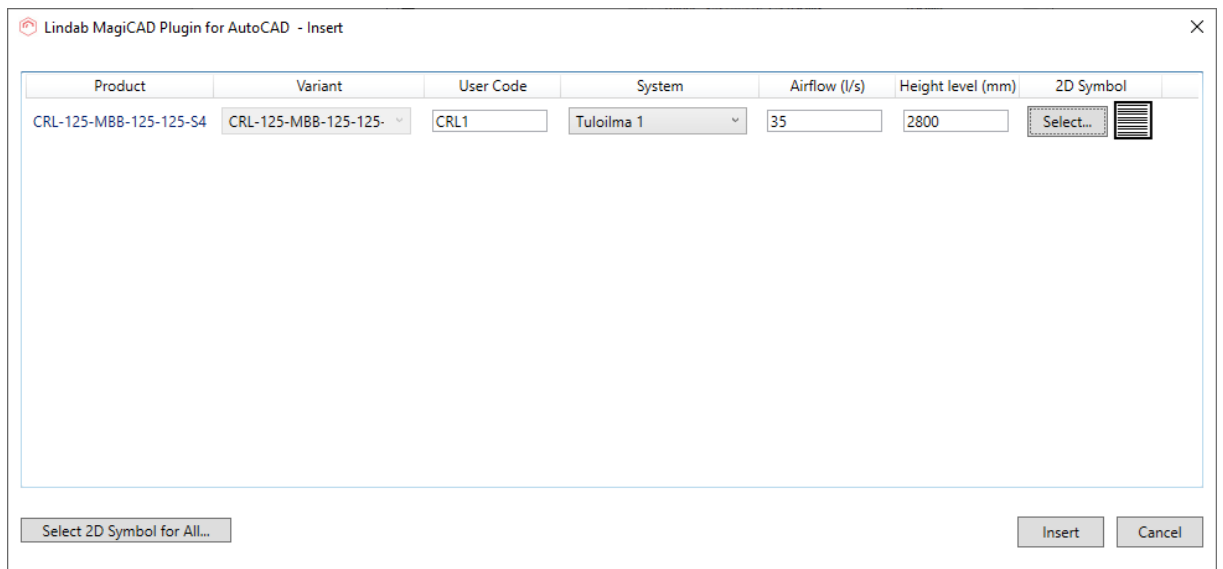 Lindab MagiCAD Plugin for AutoCAD - Insert
Product Variant User Code System Airflow (l/s) Height level (mm) 2D Symbol
CRL-125-MBB-125-125-S4 CRL-125-MBB-125-125- CRL1 Tuloilma 1 35 2800 Select...
Select 2D Symbol for All... Insert Cancel